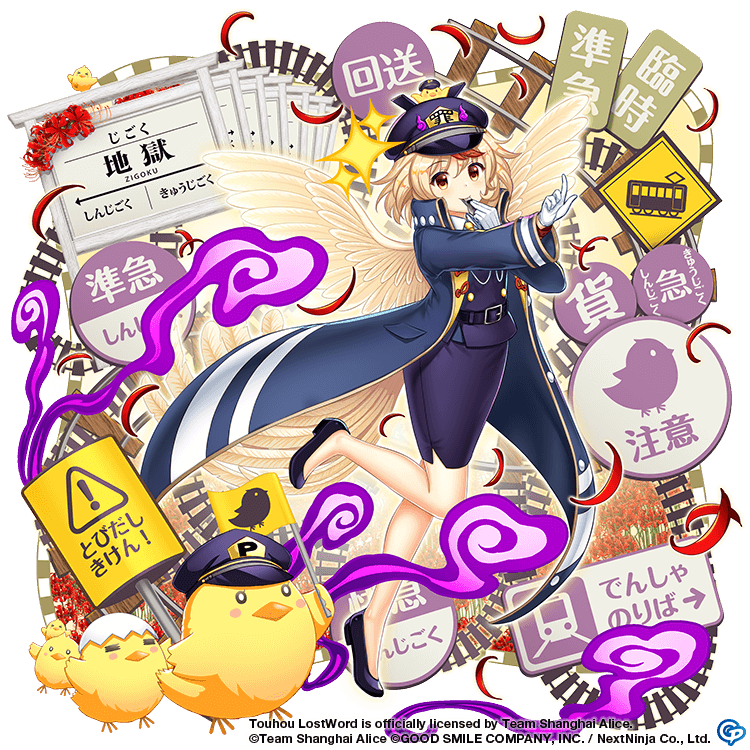 回送
準急
臨時
じごく
地獄
ZIGOKU
しんじごく
きゅうじごく
準急
しんじ
貨
きゅうじごく
急
しんじごく
注意
とびだし
きけん！
P
急
んじごく
でんしゃ
のりば→
Touhou LostWord is officially licensed by Team Shanghai Alice.
©Team Shanghai Alice ©GOOD SMILE COMPANY, INC. / NextNinja Co., Ltd.